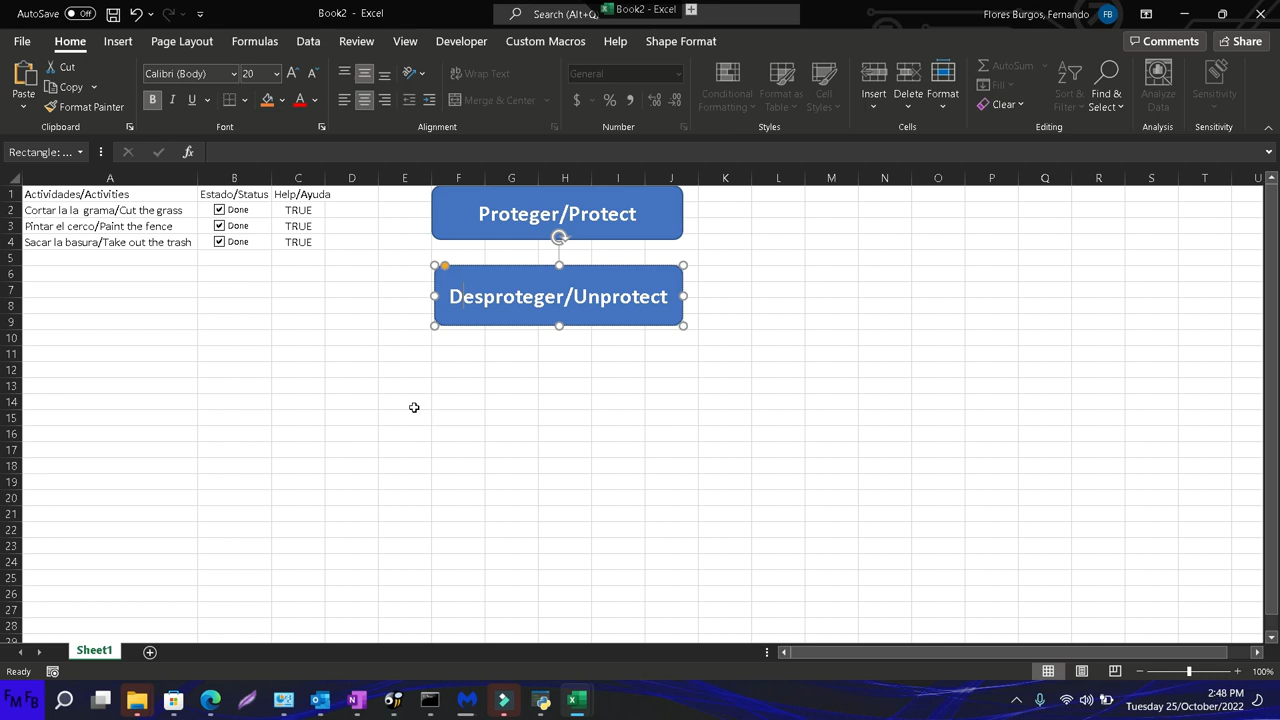 AutoSave Off Book2 - Excel Search (Alt+Q) Book2 - Excel Flores Burgos, Fernando FB
File Home Insert Page Layout Formulas Data Review View Developer Custom Macros Help Shape Format Comments Share
Paste Cut Copy Format Painter
Calibri (Body) 20
B I U
Wrap Text
Merge & Center
General
$ % 9
Conditional Formatting Format as Table Cell Styles
Insert Delete Format
AutoSum Fill Clear
Sort & Filter Find & Select
Analyze Data
Sensitivity
Clipboard Font Alignment Number Styles Cells Editing Analysis Sensitivity
Rectangle: ... fx
A B C D E F G H I J K L M N O P Q R S T U
1 Actividades/Activities Estado/Status Help/Ayuda
2 Cortar la la grama/Cut the grass Done TRUE
3 Pintar el cerco/Paint the fence Done TRUE
4 Sacar la basura/Take out the trash Done TRUE
Proteger/Protect
Desproteger/Unprotect
5
6
7
8
9
10
11
12
13
14
15
16
17
18
19
20
21
22
23
24
25
26
27
28
29
Sheet1
Ready 100%
FM FB
2:48 PM
Tuesday 25/October/2022